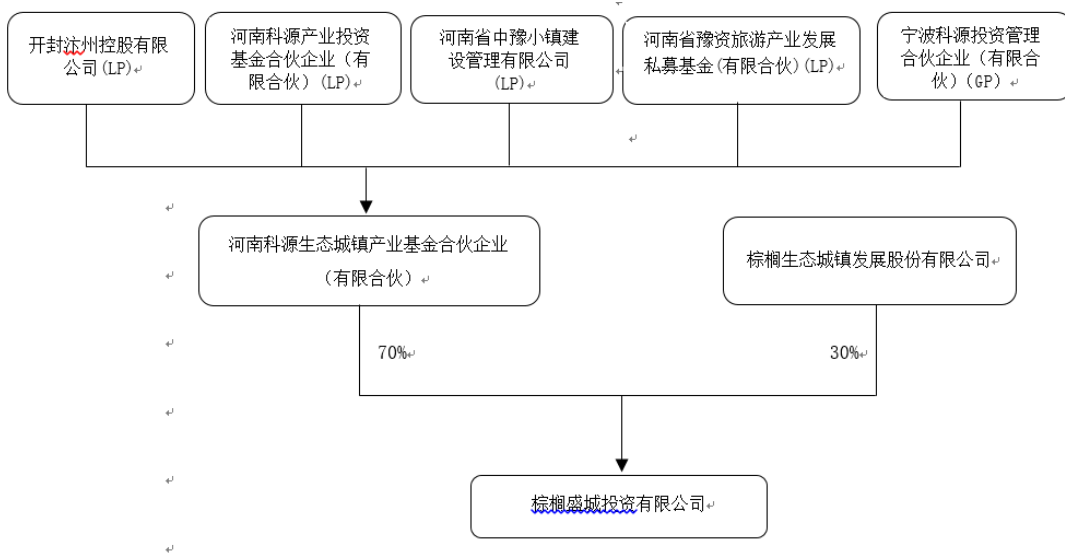 开封汴州控股有限
公司(LP)
河南科源产业投资
基金合伙企业（有
限合伙）(LP)
河南省中豫小镇建
设管理有限公司
(LP)
河南省豫资旅游产业发展
私募基金(有限合伙)(LP)
宁波科源投资管理
合伙企业（有限合
伙）(GP）
河南科源生态城镇产业基金合伙企业
（有限合伙）
棕榈生态城镇发展股份有限公司
70%
30%
棕榈盛城投资有限公司